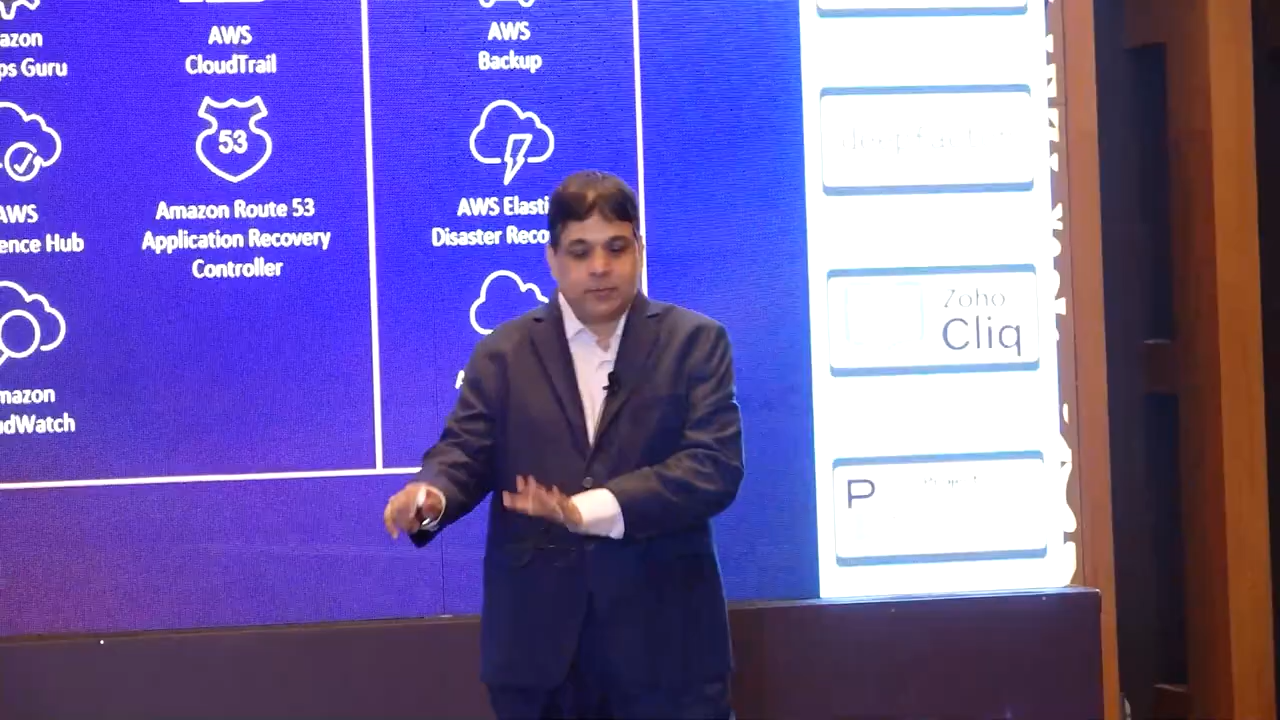 azon
ps Guru
AWS
ence Hub
mazon
udWatch
AWS
CloudTrail
53
Amazon Route 53
Application Recovery
Controller
AWS
Backup
AWS Elasti
Disaster Reco
A
Zoho
Cliq
P